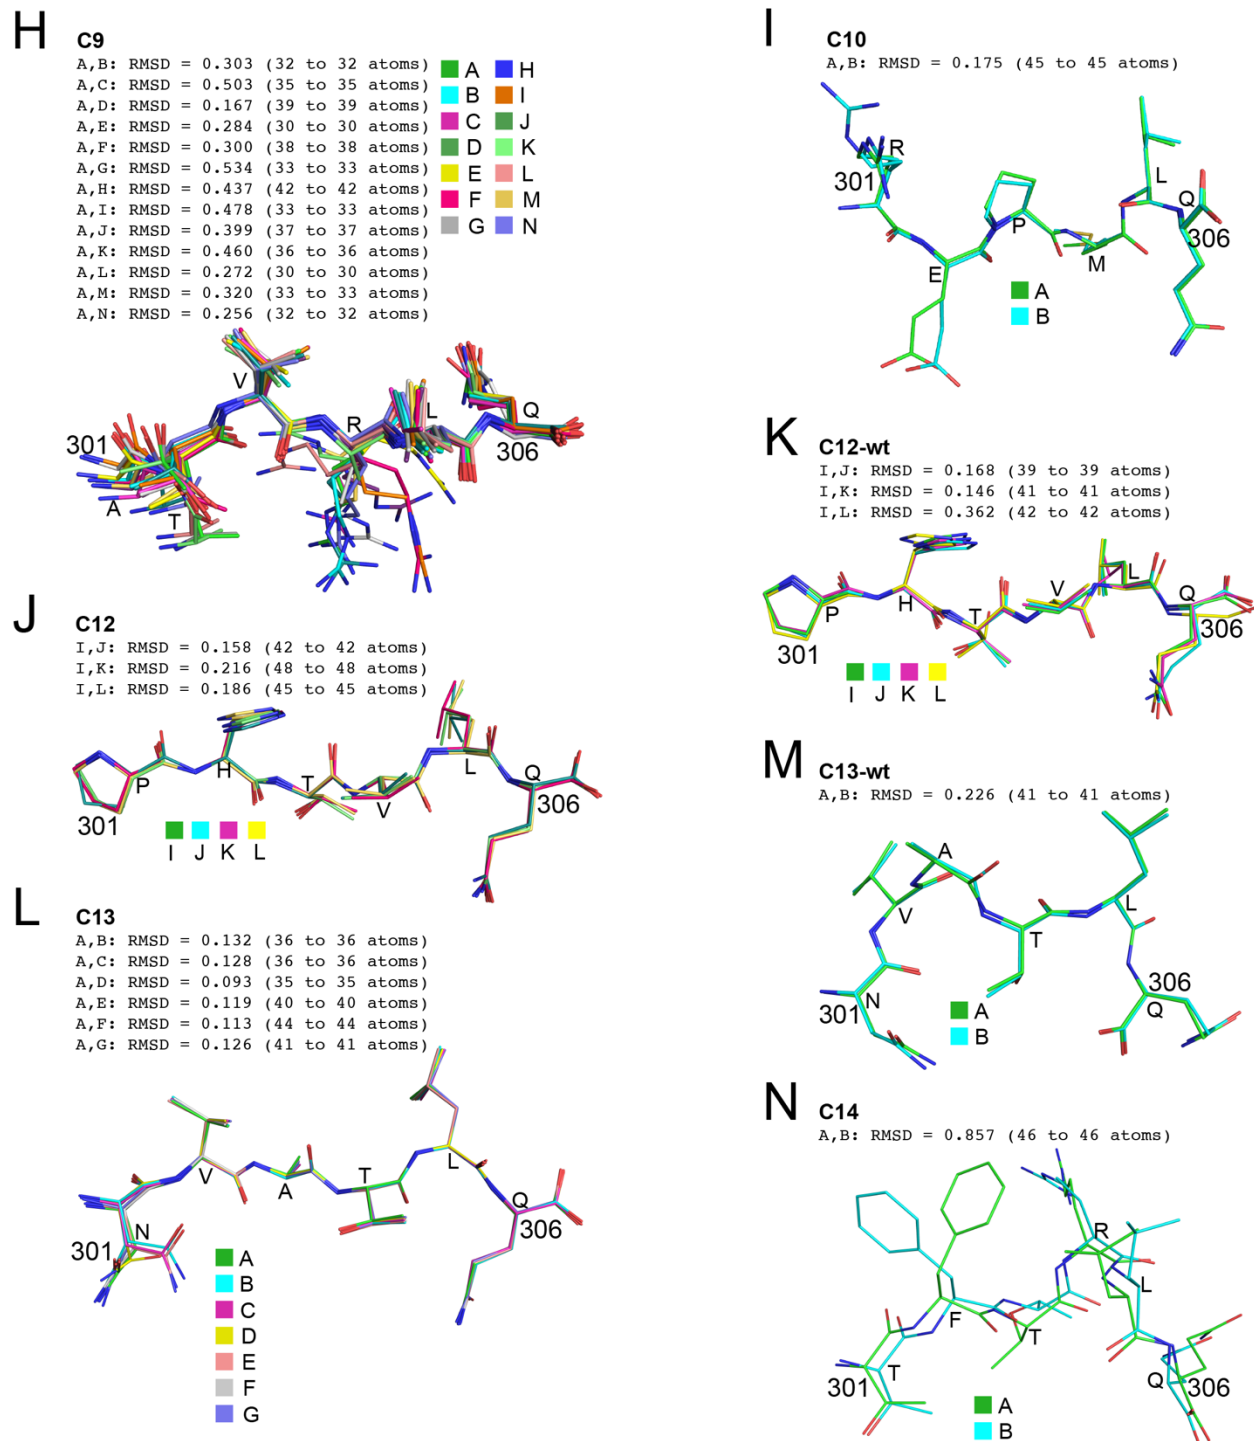 H
C9
A,B: RMSD = 0.303 (32 to 32 atoms)
A,C: RMSD = 0.503 (35 to 35 atoms)
A,D: RMSD = 0.167 (39 to 39 atoms)
A,E: RMSD = 0.284 (30 to 30 atoms)
A,F: RMSD = 0.300 (38 to 38 atoms)
A,G: RMSD = 0.534 (33 to 33 atoms)
A,H: RMSD = 0.437 (42 to 42 atoms)
A,I: RMSD = 0.478 (33 to 33 atoms)
A,J: RMSD = 0.399 (37 to 37 atoms)
A,K: RMSD = 0.460 (36 to 36 atoms)
A,L: RMSD = 0.272 (30 to 30 atoms)
A,M: RMSD = 0.320 (33 to 33 atoms)
A,N: RMSD = 0.256 (32 to 32 atoms)
A H
B I
C J
D K
E L
F M
G N
V
R L Q
301 306
A
T
I
C10
A,B: RMSD = 0.175 (45 to 45 atoms)
R
301 L
Q
P 306
E M
A
B
J
C12
I,J: RMSD = 0.158 (42 to 42 atoms)
I,K: RMSD = 0.216 (48 to 48 atoms)
I,L: RMSD = 0.186 (45 to 45 atoms)
P H T V L Q
301 306
I J K L
K
C12-wt
I,J: RMSD = 0.168 (39 to 39 atoms)
I,K: RMSD = 0.146 (41 to 41 atoms)
I,L: RMSD = 0.362 (42 to 42 atoms)
P H T V L Q
301 306
I J K L
L
C13
A,B: RMSD = 0.132 (36 to 36 atoms)
A,C: RMSD = 0.128 (36 to 36 atoms)
A,D: RMSD = 0.093 (35 to 35 atoms)
A,E: RMSD = 0.119 (40 to 40 atoms)
A,F: RMSD = 0.113 (44 to 44 atoms)
A,G: RMSD = 0.126 (41 to 41 atoms)
N V A T L Q
301 306
A
B
C
D
E
F
G
M
C13-wt
A,B: RMSD = 0.226 (41 to 41 atoms)
A
V T L
N 306
301 Q
A
B
N
C14
A,B: RMSD = 0.857 (46 to 46 atoms)
R
L
F V T
T Q
301 306
A
B